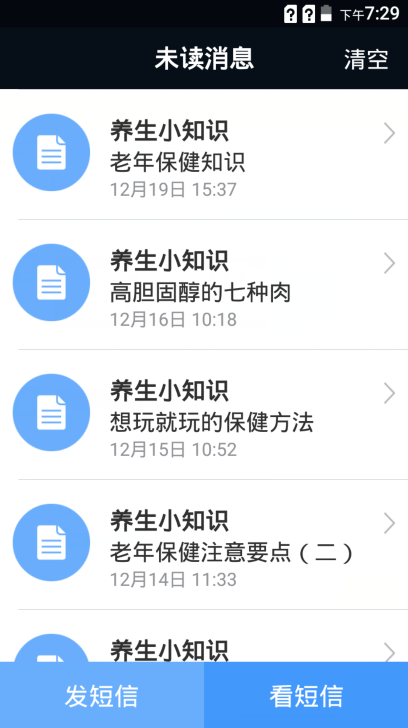 下午7:29
未读消息
清空
养生小知识
老年保健知识
12月19日 15:37
养生小知识
高胆固醇的七种肉
12月16日 10:18
养生小知识
想玩就玩的保健方法
12月15日 10:52
养生小知识
老年保健注意要点（二）
12月14日 11:33
养生小知识
发短信
看短信